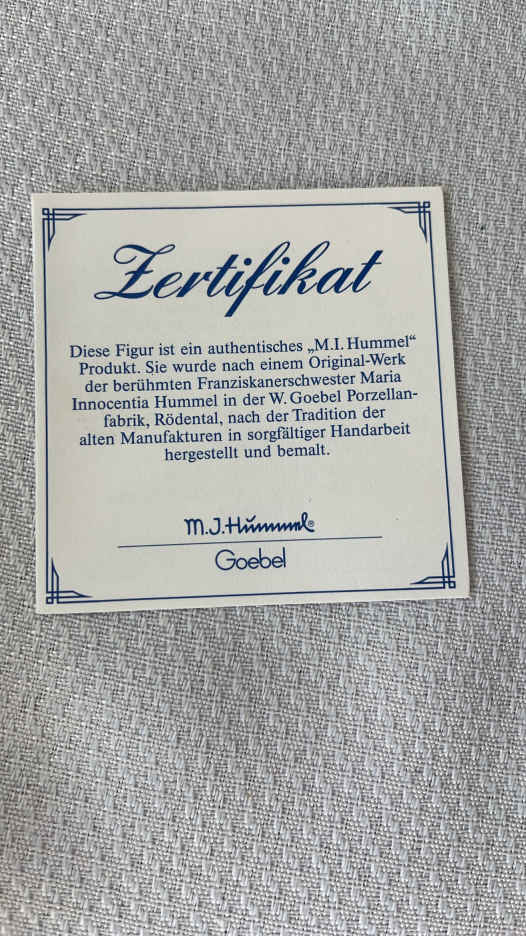 Zertifikat
Diese Figur ist ein authentisches „M.I. Hummel“
Produkt. Sie wurde nach einem Original-Werk
der berühmten Franziskanerschwester Maria
Innocentia Hummel in der W. Goebel Porzellan-
fabrik, Rödental, nach der Tradition der
alten Manufakturen in sorgfältiger Handarbeit
hergestellt und bemalt.
M.J.Hummel®
Goebel